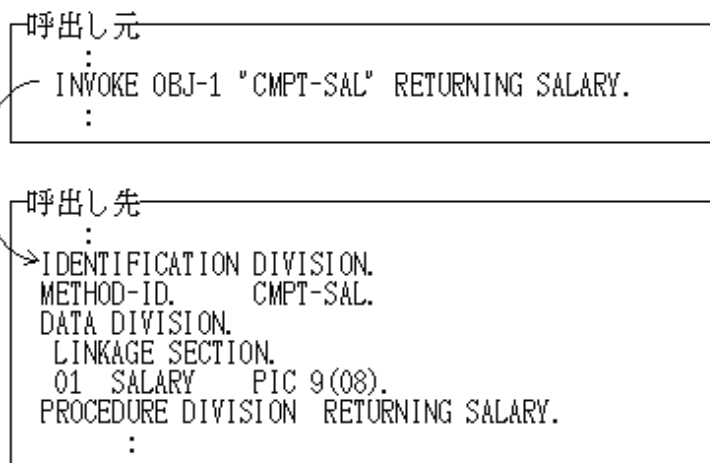 呼出し元
:
INVOKE OBJ-1 "CMPT-SAL" RETURNING SALARY.
:
呼出し先
:
IDENTIFICATION DIVISION.
METHOD-ID. CMPT-SAL.
DATA DIVISION.
LINKAGE SECTION.
01 SALARY PIC 9(08).
PROCEDURE DIVISION RETURNING SALARY.
: